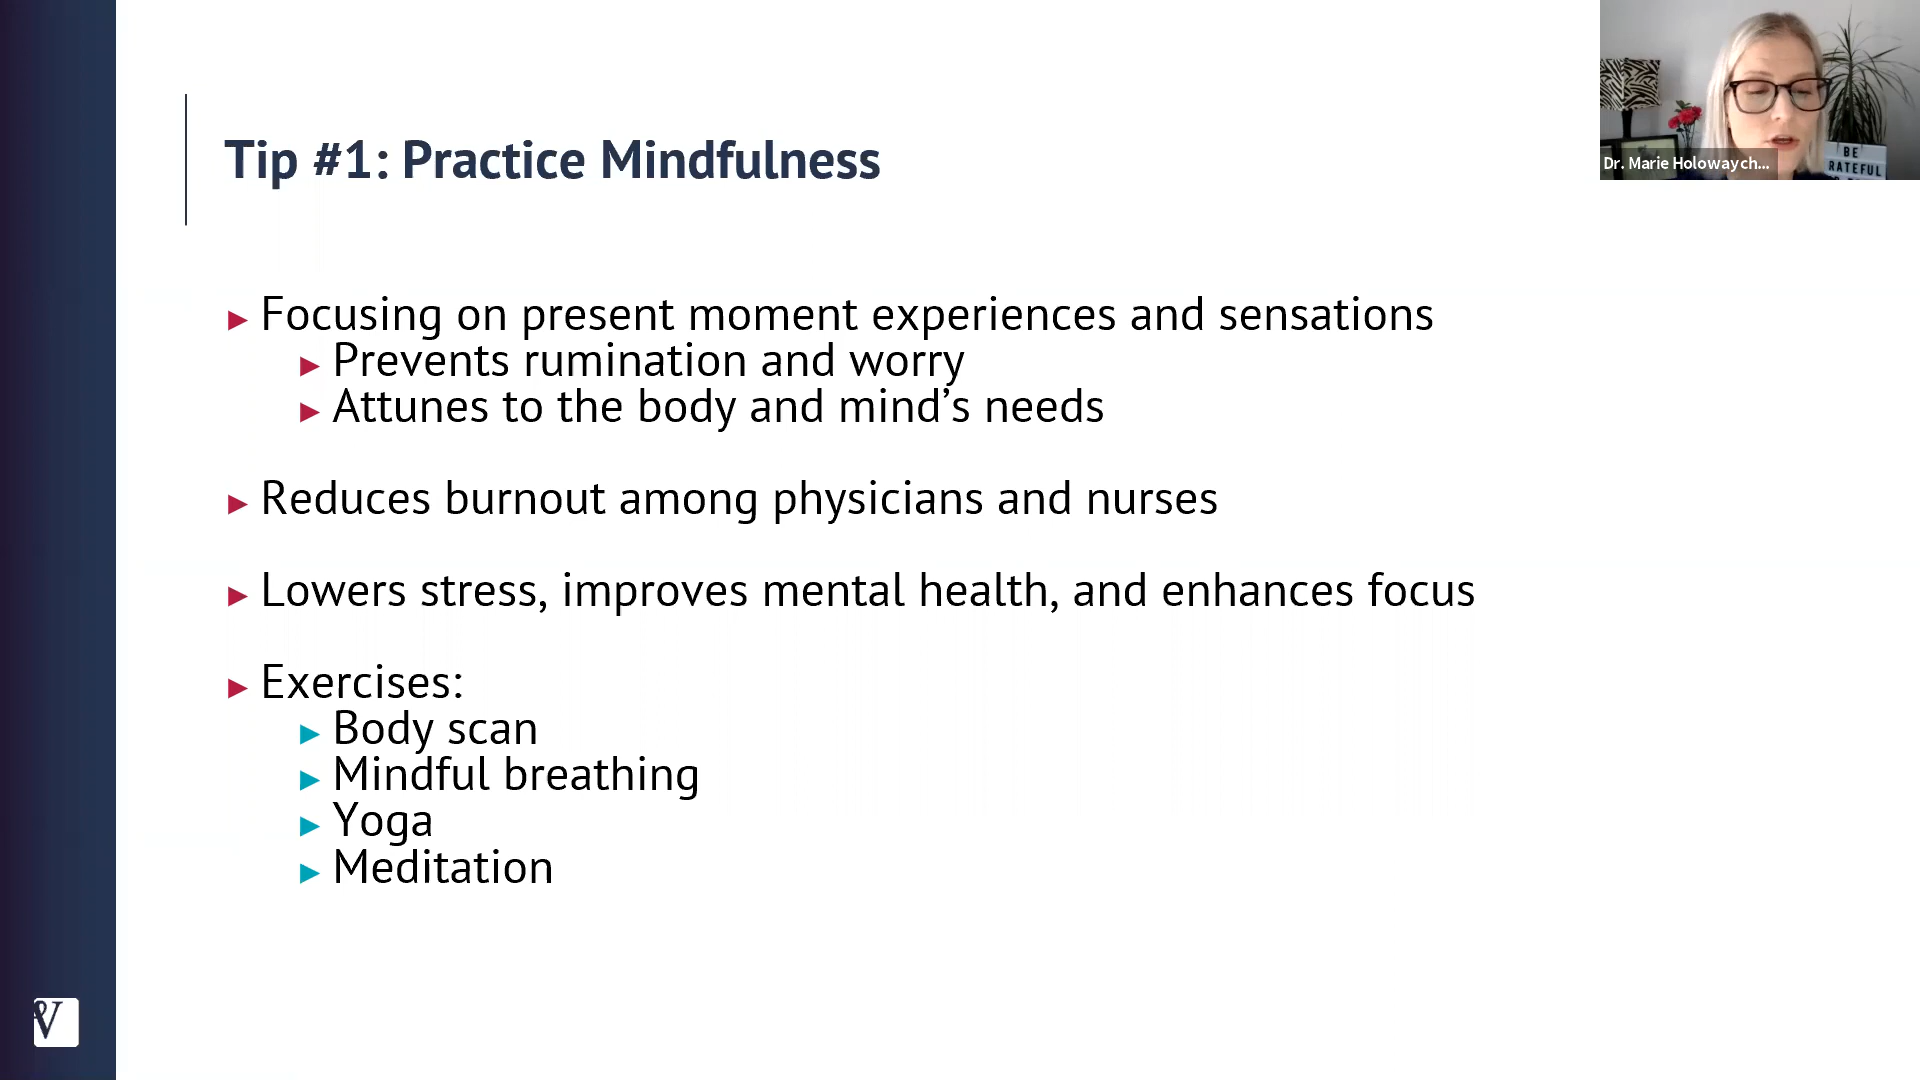 Tip #1: Practice Mindfulness
► Focusing on present moment experiences and sensations
► Prevents rumination and worry
► Attunes to the body and mind’s needs
► Reduces burnout among physicians and nurses
► Lowers stress, improves mental health, and enhances focus
► Exercises:
► Body scan
► Mindful breathing
► Yoga
► Meditation
Dr. Marie Holowaych...
BE
RATEFUL
V